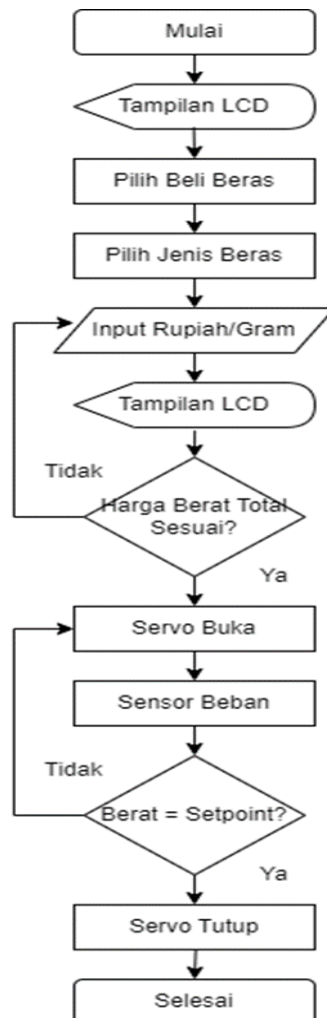 Mulai
Tampilan LCD
Pilih Beli Beras
Pilih Jenis Beras
Input Rupiah/Gram
Tampilan LCD
Tidak
Harga Berat Total
Sesuai?
Ya
Servo Buka
Sensor Beban
Tidak
Berat = Setpoint?
Ya
Servo Tutup
Selesai